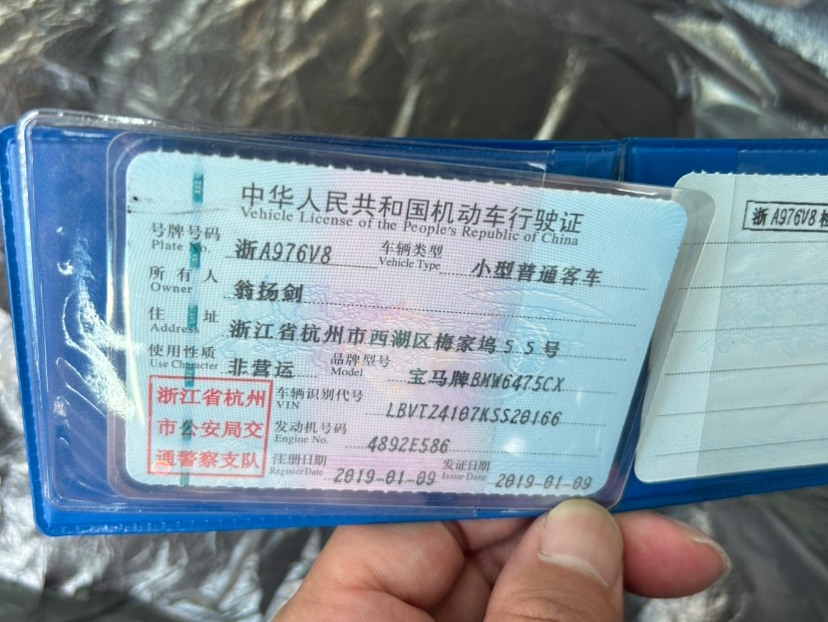 中华人民共和国机动车行驶证
Vehicle License of the People's Republic of China
号牌号码 浙A976V8 车辆类型 小型普通客车
Plate No. Vehicle Type
所有人 翁扬剑
Owner
住址 浙江省杭州市西湖区梅家坞55号
Address
使用性质 非营运 品牌型号 宝马牌BMW6475CX
Use Character Model
浙江省杭州 车辆识别代号 LBVTZ4107KSS20166
VIN
市公安局交 发动机号码 4892E586
Engine No.
通警察支队 注册日期 2019-01-09 发证日期 2019-01-09
Register Date Issue Date
浙A976V8